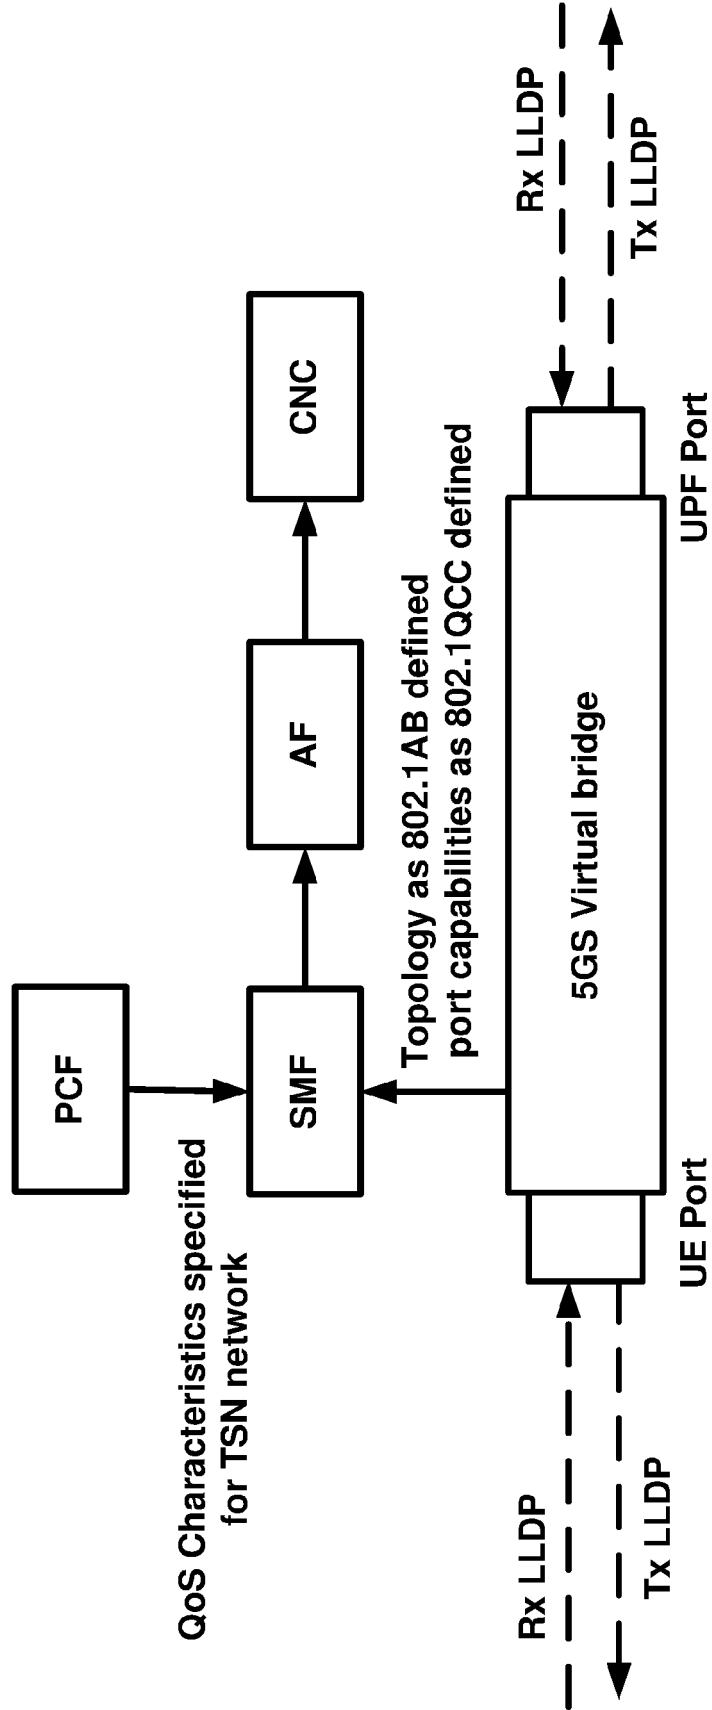 PCF
QoS Characteristics specified
for TSN network
SMF
AF
CNC
Topology as 802.1AB defined
port capabilities as 802.1QCC defined
Rx LLDP
Rx LLDP
5GS Virtual bridge
Tx LLDP
Tx LLDP
UE Port
UPF Port